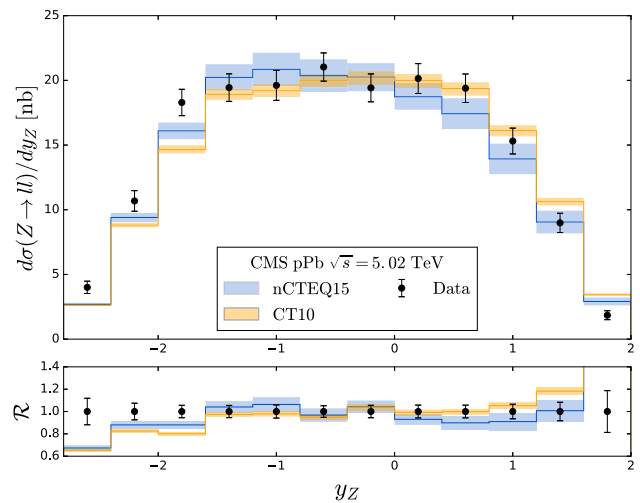 25
20
15
10
5
0
dσ(Z → ll)/dy_Z [nb]
CMS pPb √s = 5.02 TeV
nCTEQ15
Data
CT10
−2 −1 0 1 2
1.4
1.2
1.0
0.8
0.6
R
−2 −1 0 1 2
y_Z